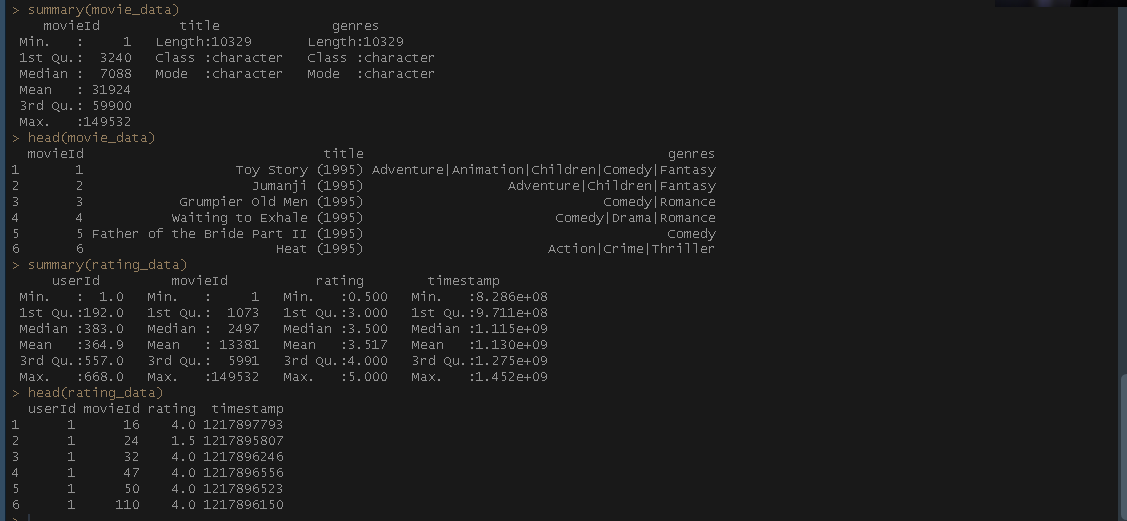 > summary(movie_data)
    movieId          title              genres
 Min.   :     1   Length:10329       Length:10329
 1st Qu.:  3240   Class :character   Class :character
 Median :  7088   Mode  :character   Mode  :character
 Mean   : 31924
 3rd Qu.: 59900
 Max.   :149532
> head(movie_data)
  movieId                              title                                      genres
1       1                   Toy Story (1995) Adventure|Animation|Children|Comedy|Fantasy
2       2                     Jumanji (1995)                  Adventure|Children|Fantasy
3       3            Grumpier Old Men (1995)                              Comedy|Romance
4       4           Waiting to Exhale (1995)                        Comedy|Drama|Romance
5       5 Father of the Bride Part II (1995)                                      Comedy
6       6                        Heat (1995)                       Action|Crime|Thriller
> summary(rating_data)
     userId         movieId           rating        timestamp
 Min.   :  1.0   Min.   :     1   Min.   :0.500   Min.   :8.286e+08
 1st Qu.:192.0   1st Qu.:  1073   1st Qu.:3.000   1st Qu.:9.711e+08
 Median :383.0   Median :  2497   Median :3.500   Median :1.115e+09
 Mean   :364.9   Mean   : 13381   Mean   :3.517   Mean   :1.130e+09
 3rd Qu.:557.0   3rd Qu.:  5991   3rd Qu.:4.000   3rd Qu.:1.275e+09
 Max.   :668.0   Max.   :149532   Max.   :5.000   Max.   :1.452e+09
> head(rating_data)
  userId movieId rating  timestamp
1      1      16    4.0 1217897793
2      1      24    1.5 1217895807
3      1      32    4.0 1217896246
4      1      47    4.0 1217896556
5      1      50    4.0 1217896523
6      1     110    4.0 1217896150
>